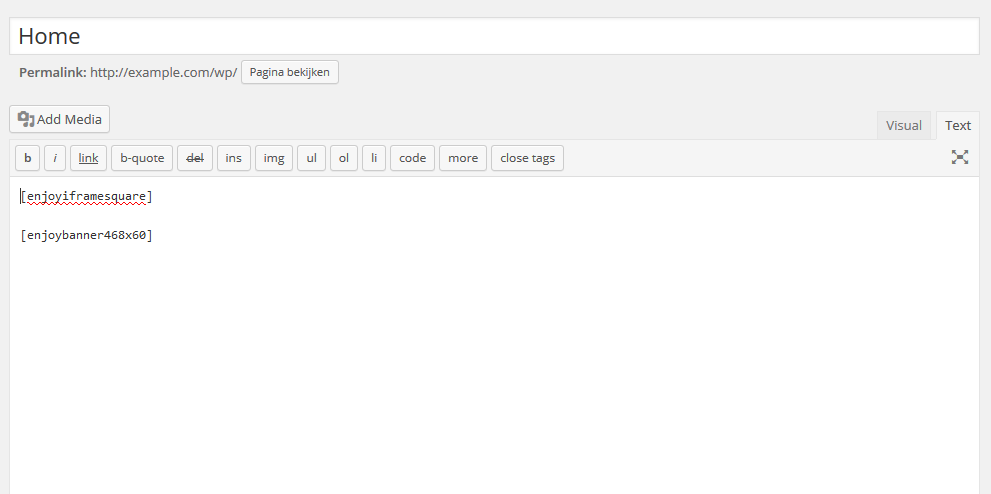 Home
Permalink: http://example.com/wp/ Pagina bekijken
Add Media
Visual Text
b i link b-quote del ins img ul ol li code more close tags
[enjoyiframesquare]
[enjoybanner468x60]